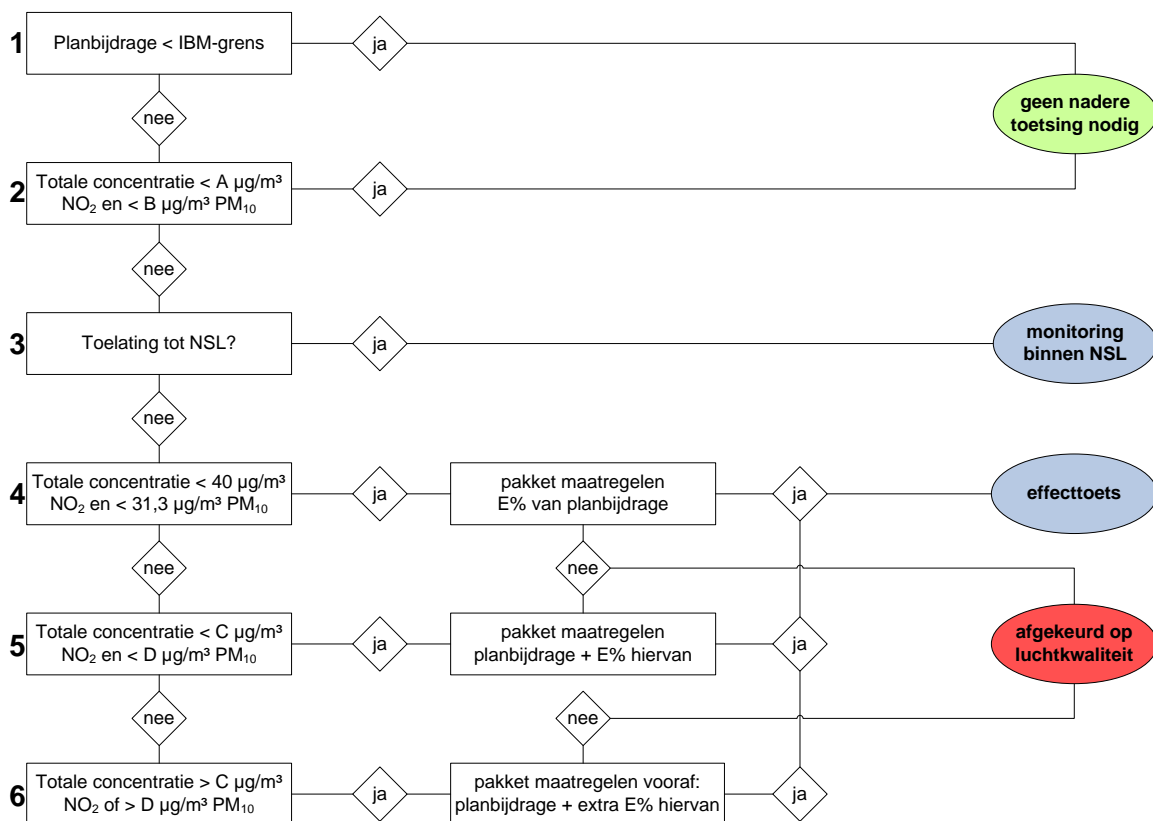 1
Planbijdrage < IBM-grens
ja
geen nadere
toetsing nodig
nee
2
Totale concentratie < A µg/m³
NO₂ en < B µg/m³ PM₁₀
ja
nee
3
Toelating tot NSL?
ja
monitoring
binnen NSL
nee
4
Totale concentratie < 40 µg/m³
NO₂ en < 31,3 µg/m³ PM₁₀
ja
pakket maatregelen
E% van planbijdrage
ja
effecttoets
nee
nee
5
Totale concentratie < C µg/m³
NO₂ en < D µg/m³ PM₁₀
ja
pakket maatregelen
planbijdrage + E% hiervan
ja
afgekeurd op
luchtkwaliteit
nee
nee
6
Totale concentratie > C µg/m³
NO₂ of > D µg/m³ PM₁₀
ja
pakket maatregelen vooraf:
planbijdrage + extra E% hiervan
ja